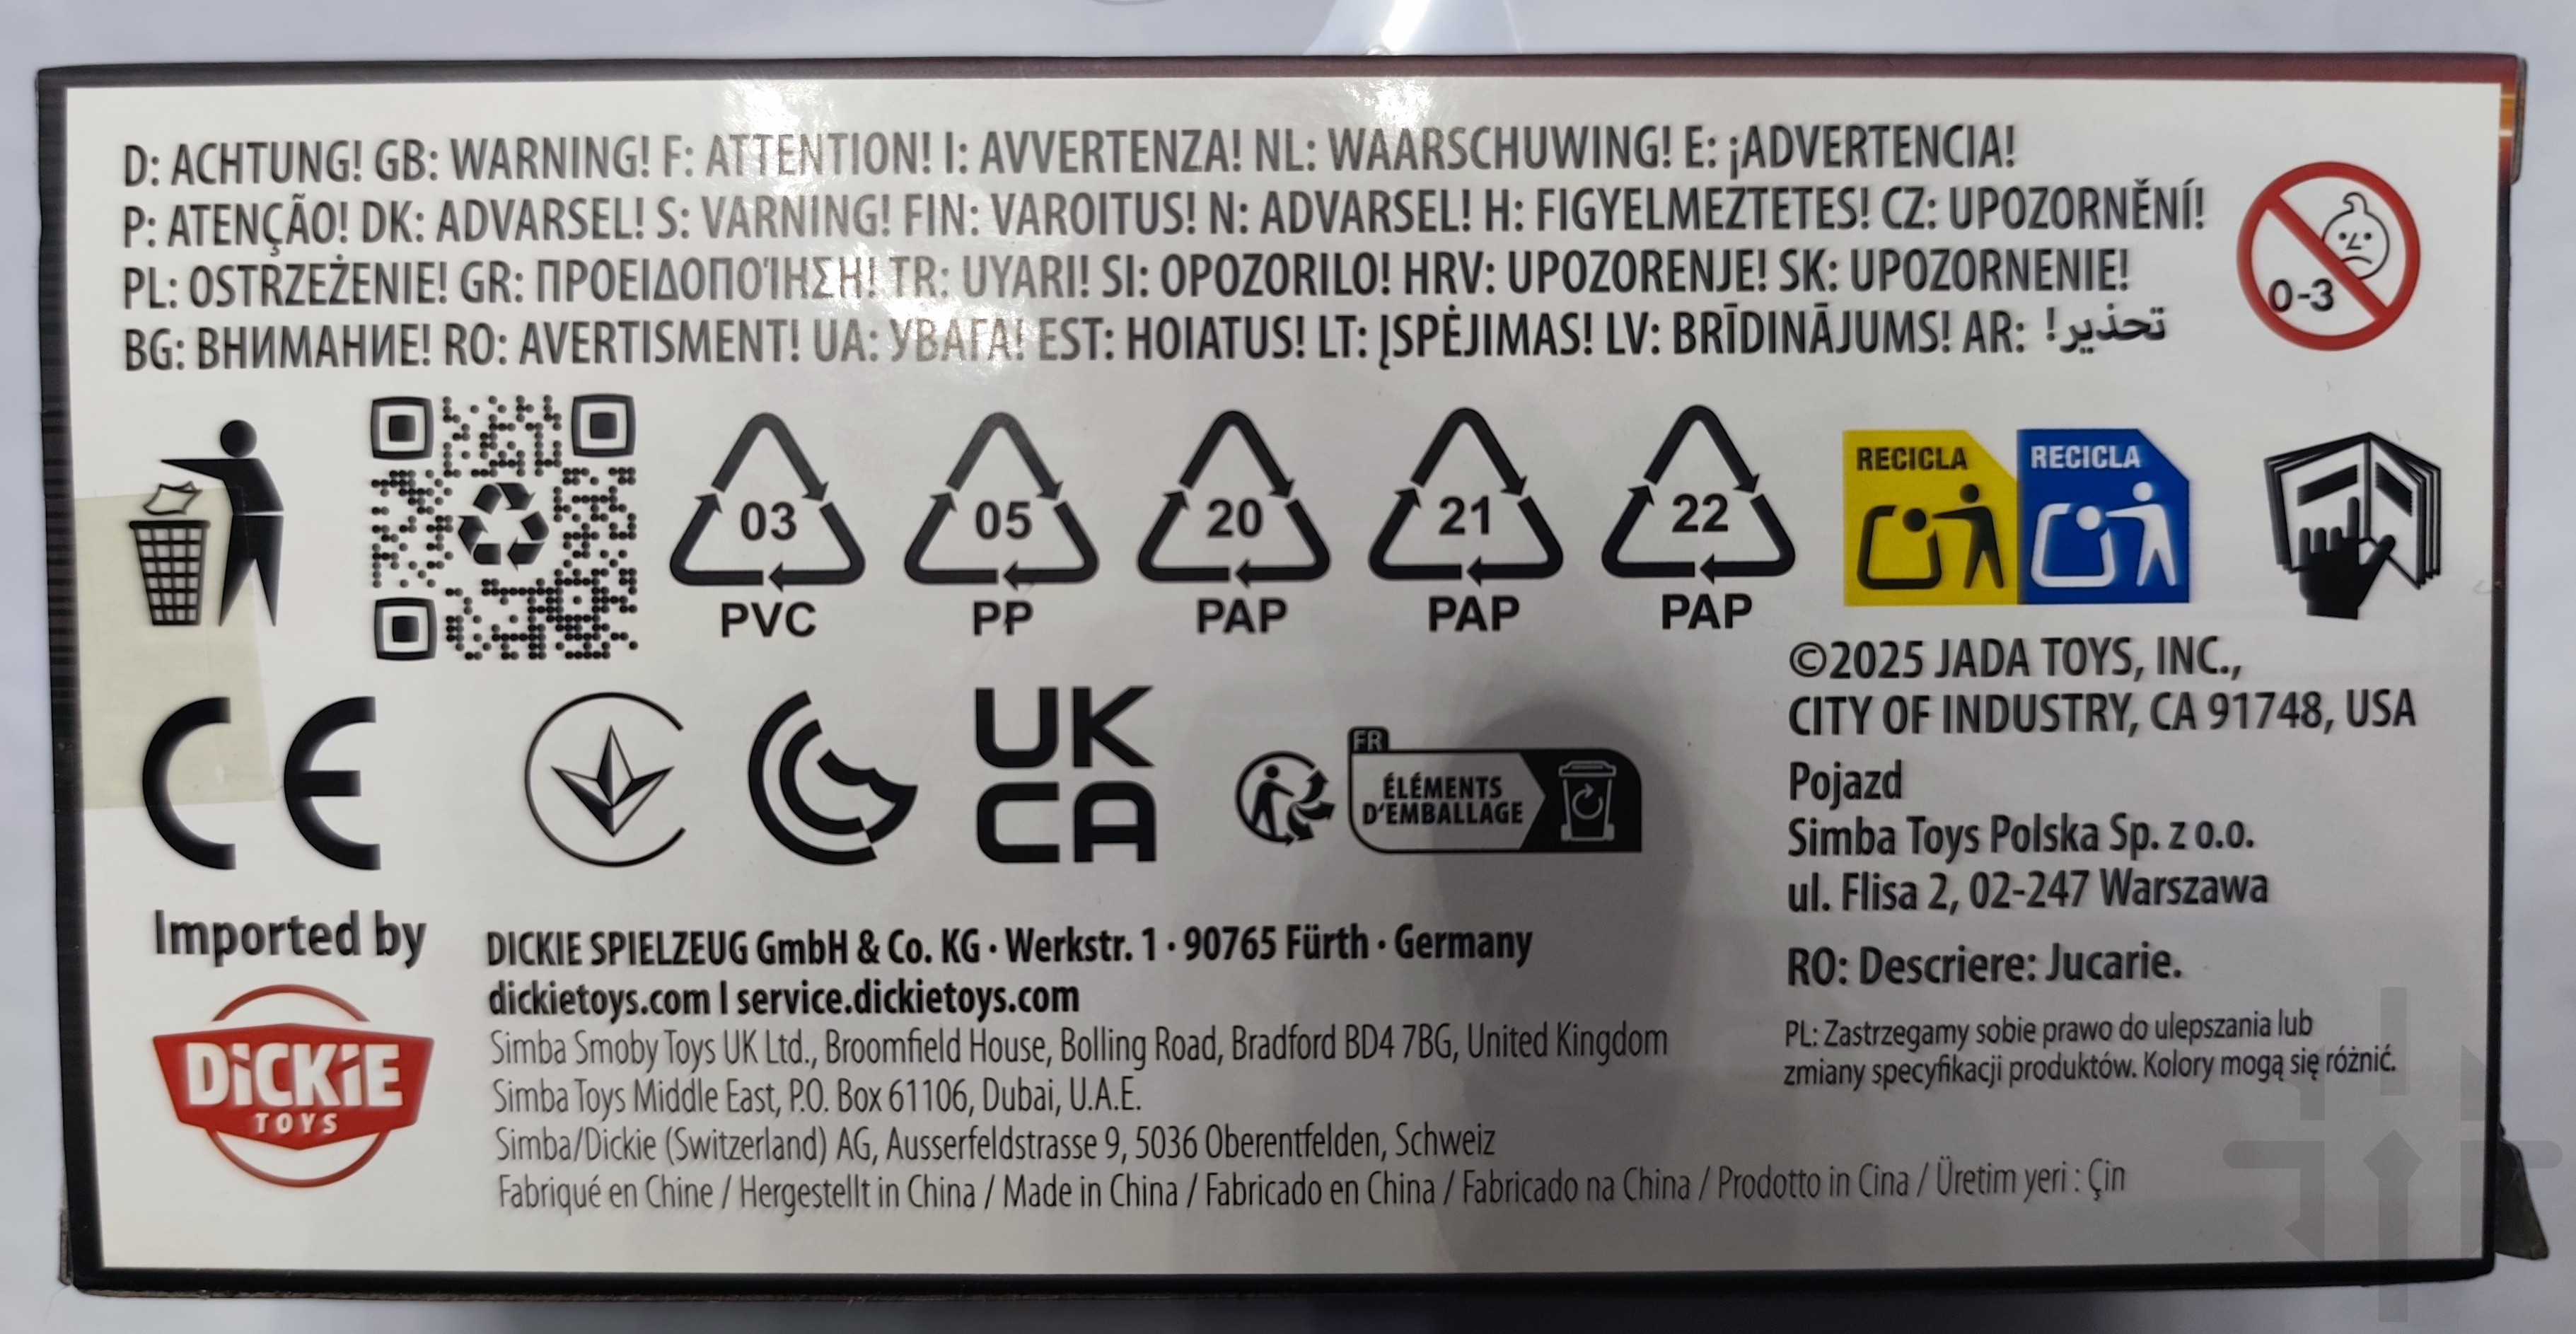 D: ACHTUNG! GB: WARNING! F: ATTENTION! I: AVVERTENZA! NL: WAARSCHUWING! E: ¡ADVERTENCIA!
P: ATENÇÃO! DK: ADVARSEL! S: VARNING! FIN: VAROITUS! N: ADVARSEL! H: FIGYELMEZTETES! CZ: UPOZORNĚNÍ!
PL: OSTRZEŻENIE! GR: ΠΡΟΕΙΔΟΠΟΊΗΣΗ! TR: UYARI! SI: OPOZORILO! HRV: UPOZORENJE! SK: UPOZORNENIE!
BG: ВНИМАНИЕ! RO: AVERTISMENT! UA: УВАГА! EST: HOIATUS! LT: ĮSPĖJIMAS! LV: BRĪDINĀJUMS! AR: تحذير!
0-3
03 05 20 21 22
PVC PP PAP PAP PAP
RECICLA RECICLA
CE
UK
CA
FR
ÉLÉMENTS
D'EMBALLAGE
©2025 JADA TOYS, INC.,
CITY OF INDUSTRY, CA 91748, USA
Pojazd
Simba Toys Polska Sp. z o.o.
ul. Flisa 2, 02-247 Warszawa
RO: Descriere: Jucarie.
PL: Zastrzegamy sobie prawo do ulepszania lub
zmiany specyfikacji produktów. Kolory mogą się różnić.
Imported by
DiCKiE
TOYS
DICKIE SPIELZEUG GmbH & Co. KG · Werkstr. 1 · 90765 Fürth · Germany
dickietoys.com I service.dickietoys.com
Simba Smoby Toys UK Ltd., Broomfield House, Bolling Road, Bradford BD4 7BG, United Kingdom
Simba Toys Middle East, P.O. Box 61106, Dubai, U.A.E.
Simba/Dickie (Switzerland) AG, Ausserfeldstrasse 9, 5036 Oberentfelden, Schweiz
Fabriqué en Chine / Hergestellt in China / Made in China / Fabricado en China / Fabricado na China / Prodotto in Cina / Üretim yeri : Çin